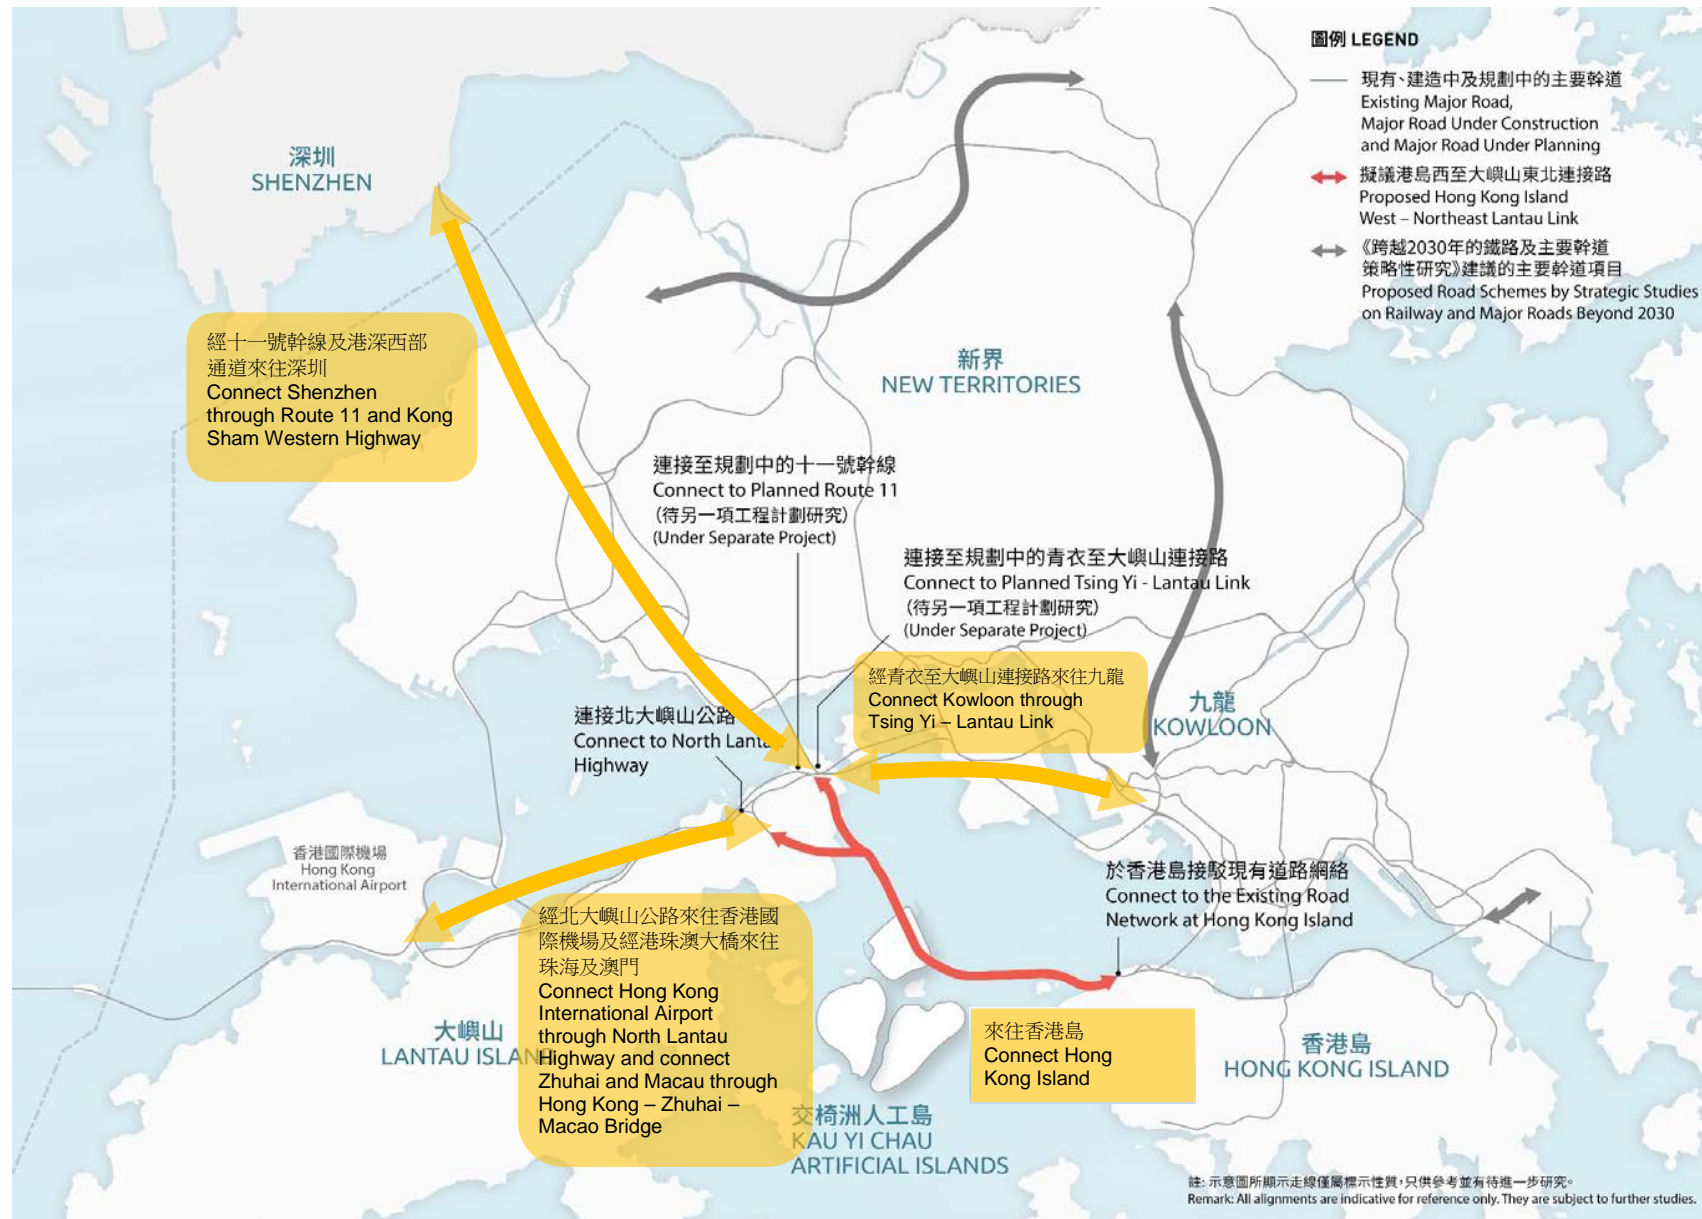 圖例 LEGEND
現有、建造中及規劃中的主要幹道
Existing Major Road,
Major Road Under Construction
and Major Road Under Planning
擬議港島西至大嶼山東北連接路
Proposed Hong Kong Island
West – Northeast Lantau Link
《跨越2030年的鐵路及主要幹道
策略性研究》建議的主要幹道項目
Proposed Road Schemes by Strategic Studies
on Railway and Major Roads Beyond 2030
深圳
SHENZHEN
經十一號幹線及港深西部
通道來往深圳
Connect Shenzhen
through Route 11 and Kong
Sham Western Highway
新界
NEW TERRITORIES
連接至規劃中的十一號幹線
Connect to Planned Route 11
（待另一項工程計劃研究）
(Under Separate Project)
連接至規劃中的青衣至大嶼山連接路
Connect to Planned Tsing Yi - Lantau Link
（待另一項工程計劃研究）
(Under Separate Project)
經青衣至大嶼山連接路來往九龍
Connect Kowloon through
Tsing Yi – Lantau Link
九龍
KOWLOON
連接北大嶼山公路
Connect to North Lanta
Highway
香港國際機場
Hong Kong
International Airport
於香港島接駁現有道路網絡
Connect to the Existing Road
Network at Hong Kong Island
經北大嶼山公路來往香港國
際機場及經港珠澳大橋來往
珠海及澳門
Connect Hong Kong
International Airport
through North Lantau
Highway and connect
Zhuhai and Macau through
Hong Kong – Zhuhai –
Macao Bridge
大嶼山
LANTAU ISLAND
來往香港島
Connect Hong
Kong Island
香港島
HONG KONG ISLAND
交椅洲人工島
KAU YI CHAU
ARTIFICIAL ISLANDS
註: 示意圖所顯示走線僅屬標示性質，只供參考並有待進一步研究。
Remark: All alignments are indicative for reference only. They are subject to further studies.